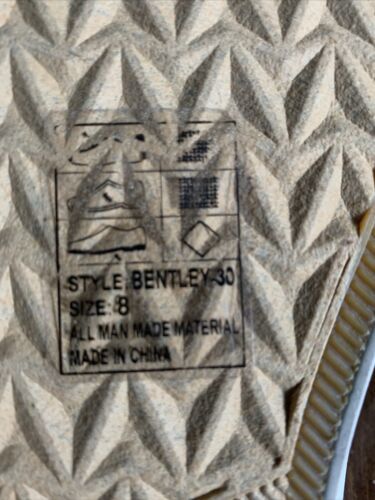 STYLE: BENTLEY-30
SIZE: 8
ALL MAN MADE MATERIAL
MADE IN CHINA